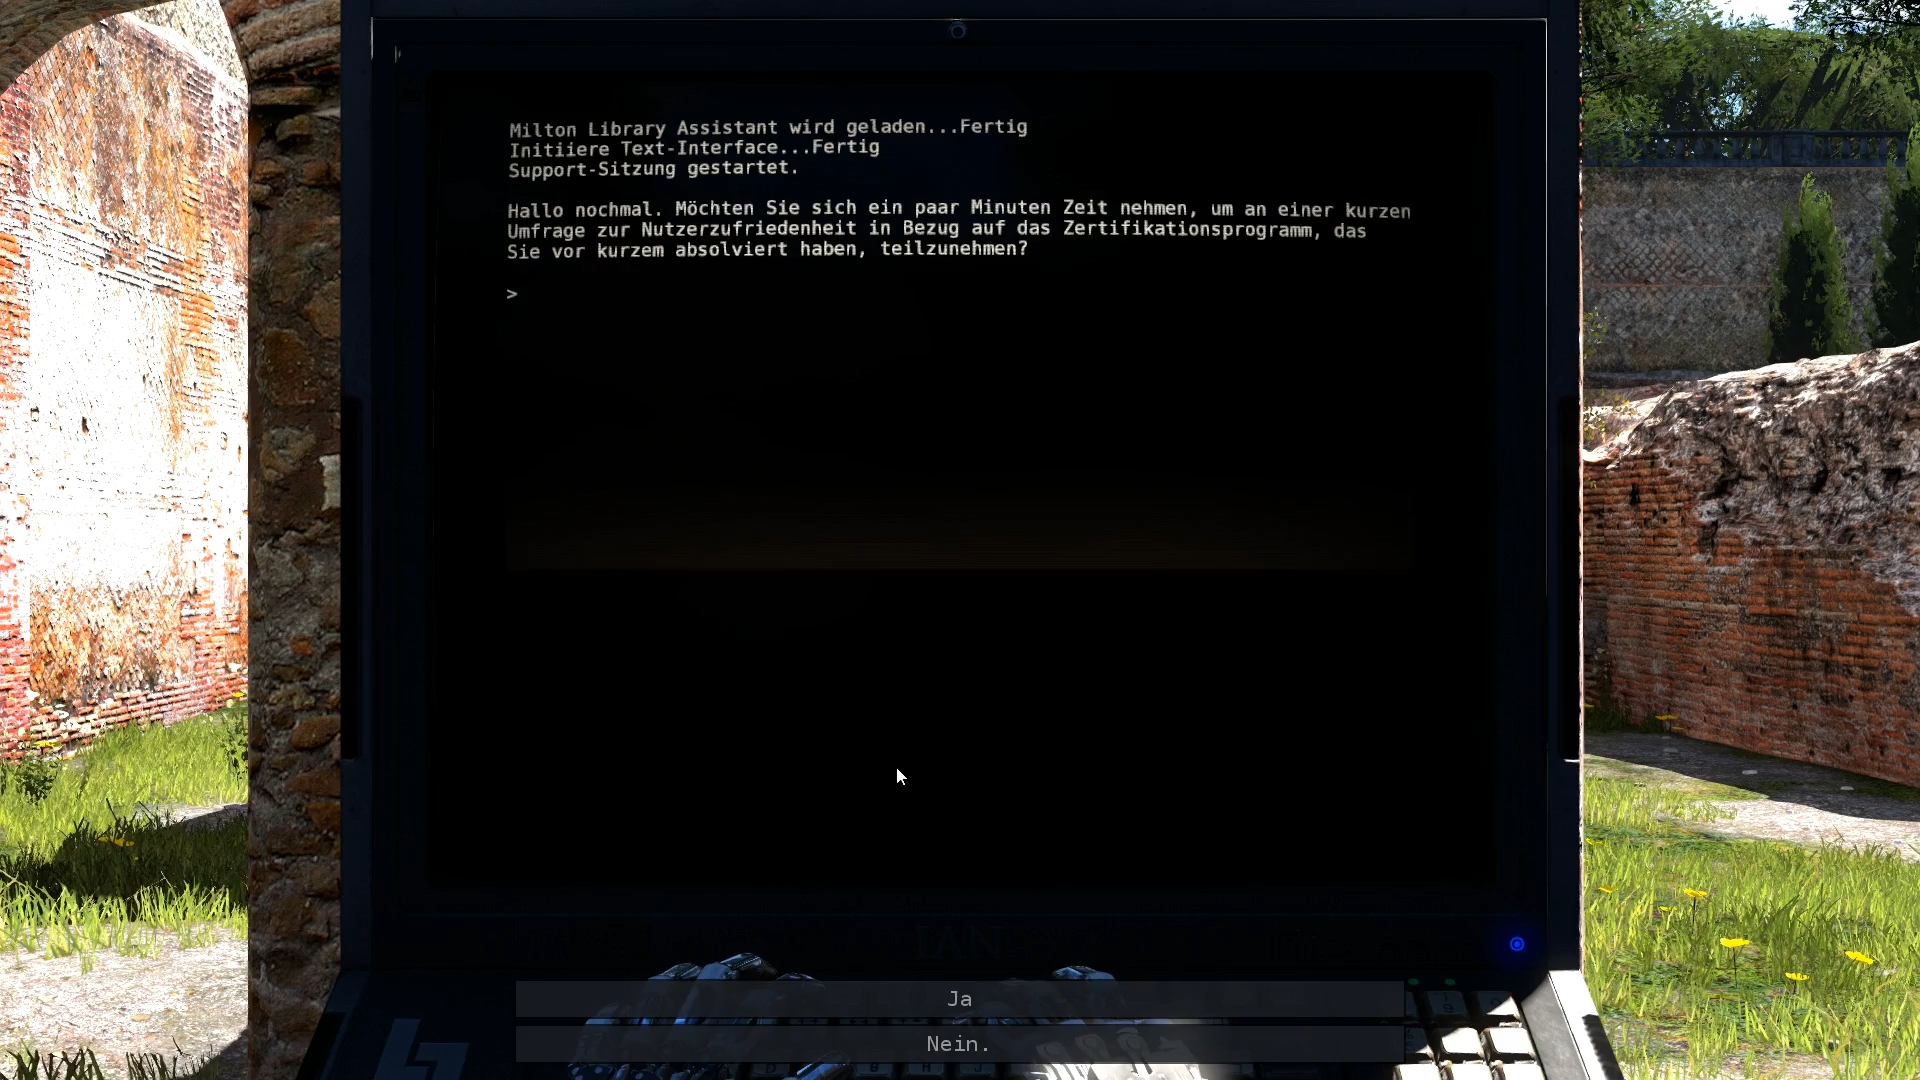 Milton Library Assistant wird geladen...Fertig
Initiiere Text-Interface...Fertig
Support-Sitzung gestartet.
Hallo nochmal. Möchten Sie sich ein paar Minuten Zeit nehmen, um an einer kurzen
Umfrage zur Nutzerzufriedenheit in Bezug auf das Zertifikationsprogramm, das
Sie vor kurzem absolviert haben, teilzunehmen?
>
IAN
Ja
Nein.